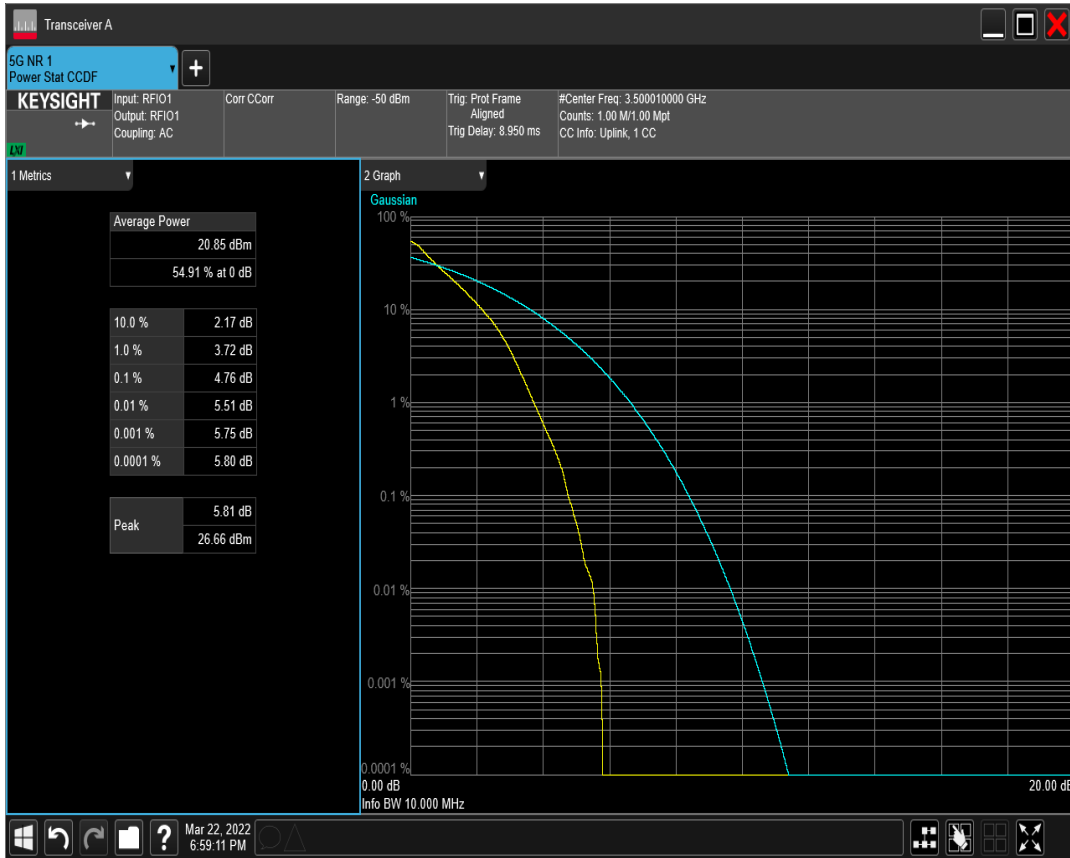 Transceiver A
5G NR 1
Power Stat CCDF
KEYSIGHT
LXI
Input: RFIO1
Output: RFIO1
Coupling: AC
Corr CCorr
Range: -50 dBm
Trig: Prot Frame
Aligned
Trig Delay: 8.950 ms
#Center Freq: 3.500010000 GHz
Counts: 1.00 M/1.00 Mpt
CC Info: Uplink, 1 CC
1 Metrics
Average Power
20.85 dBm
54.91 % at 0 dB
10.0 % 2.17 dB
1.0 % 3.72 dB
0.1 % 4.76 dB
0.01 % 5.51 dB
0.001 % 5.75 dB
0.0001 % 5.80 dB
Peak
5.81 dB
26.66 dBm
2 Graph
Gaussian
100 %
10 %
1 %
0.1 %
0.01 %
0.001 %
0.0001 %
0.00 dB
20.00 dB
Info BW 10.000 MHz
?
Mar 22, 2022
6:59:11 PM